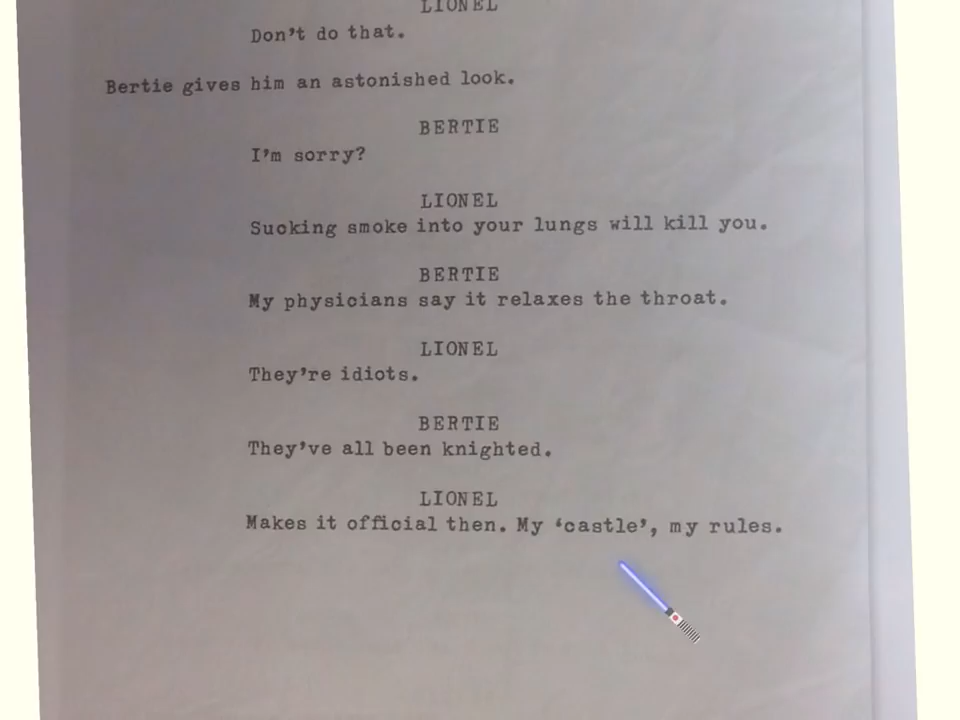 LIONEL
Don't do that.
Bertie gives him an astonished look.
BERTIE
I'm sorry?
LIONEL
Sucking smoke into your lungs will kill you.
BERTIE
My physicians say it relaxes the throat.
LIONEL
They're idiots.
BERTIE
They've all been knighted.
LIONEL
Makes it official then. My ‘castle’, my rules.